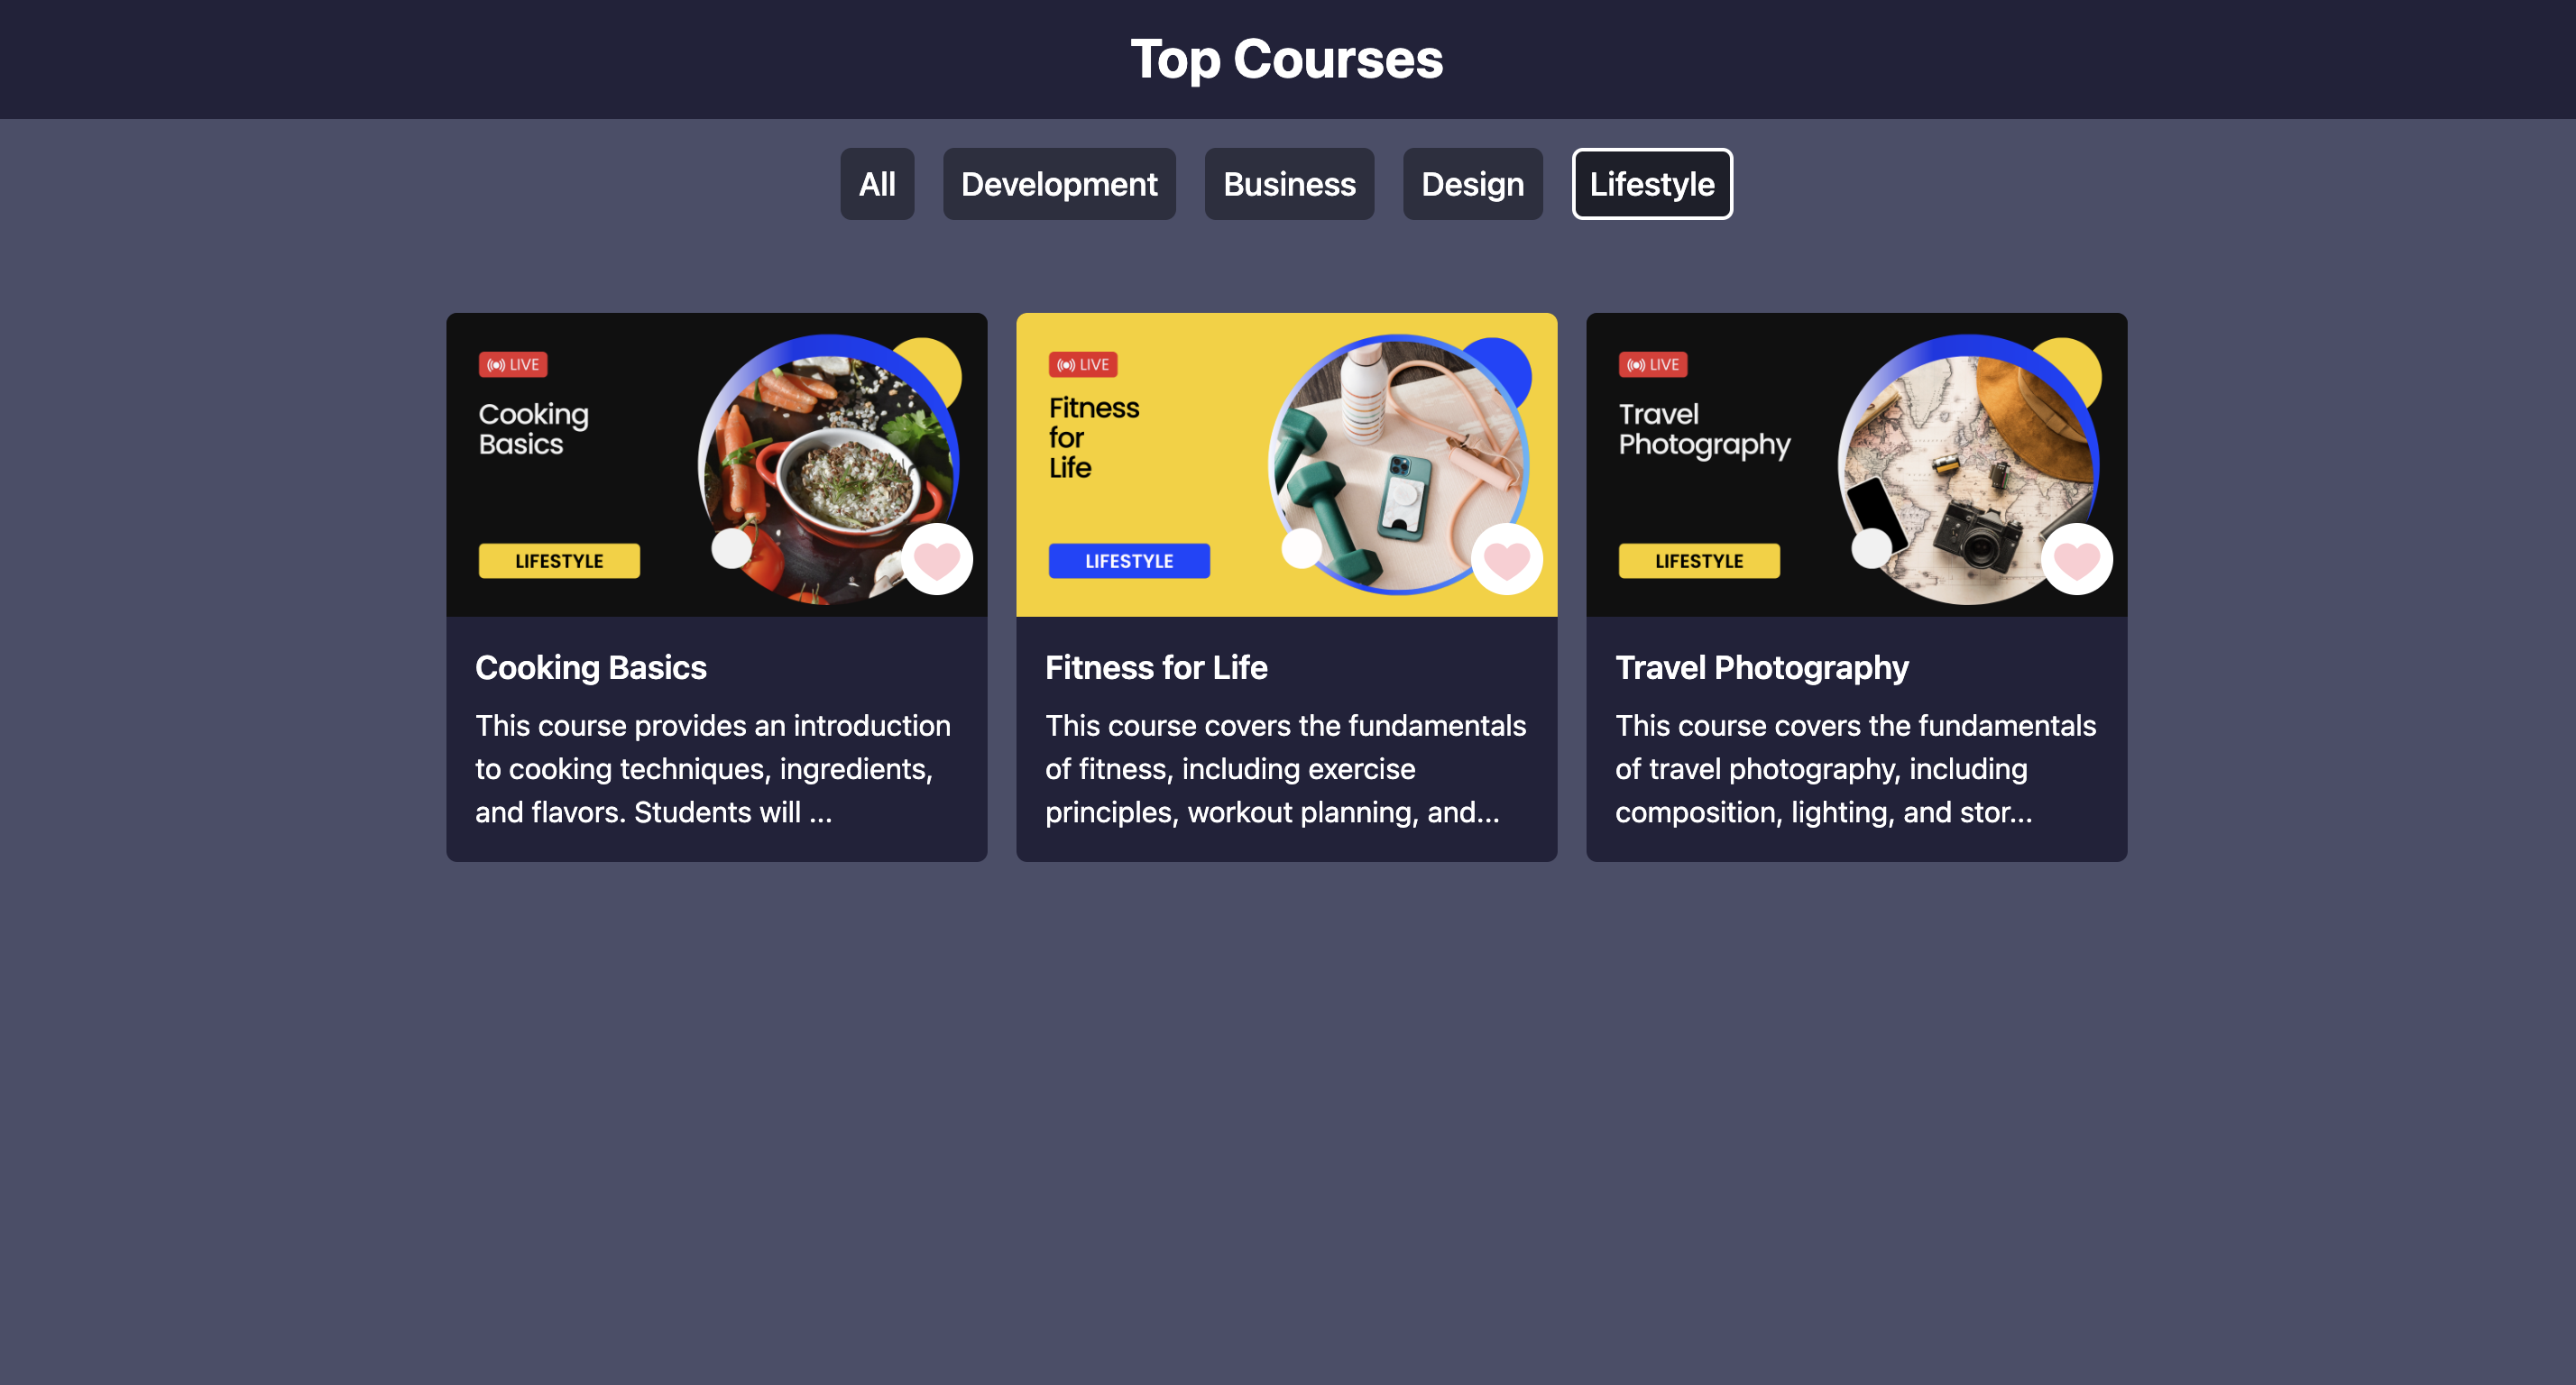 Top Courses
All
Development
Business
Design
Lifestyle
LIVE
Cooking
Basics
LIFESTYLE
Cooking Basics
This course provides an introduction
to cooking techniques, ingredients,
and flavors. Students will ...
LIVE
Fitness
for
Life
LIFESTYLE
Fitness for Life
This course covers the fundamentals
of fitness, including exercise
principles, workout planning, and...
LIVE
Travel
Photography
LIFESTYLE
Travel Photography
This course covers the fundamentals
of travel photography, including
composition, lighting, and stor...